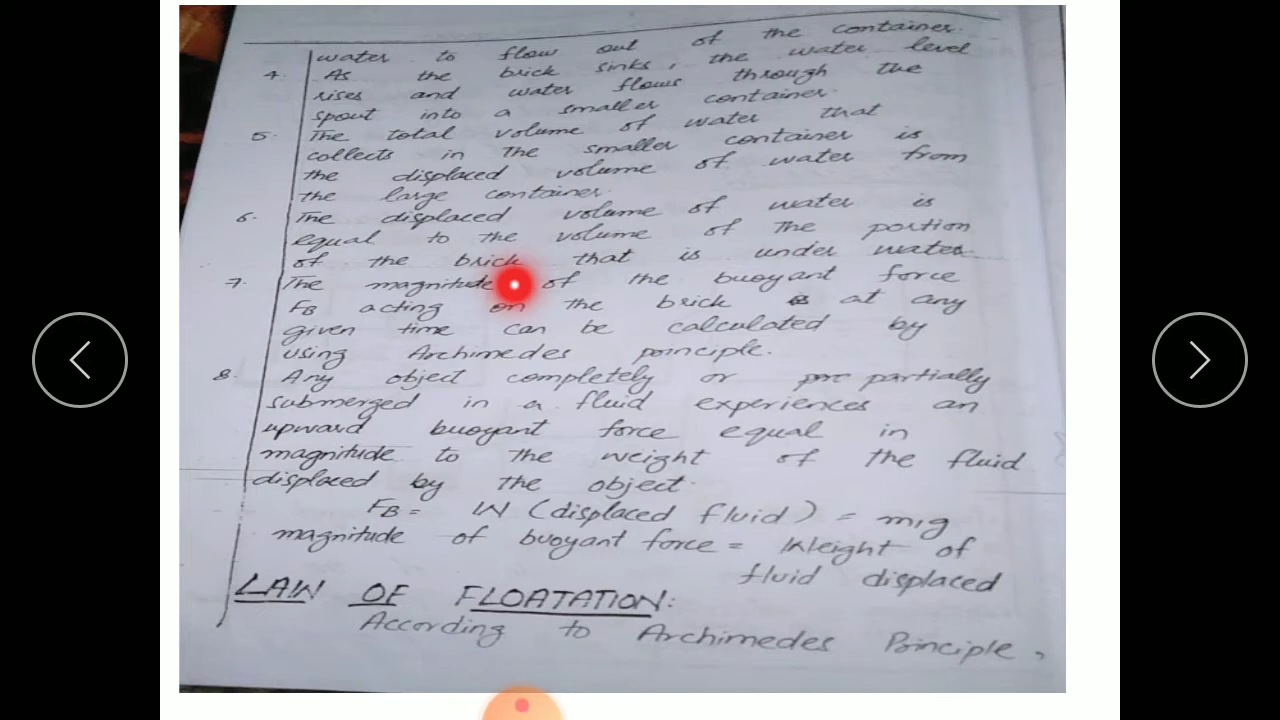 water to flow out of the container.
4. As the brick sinks, the water level
rises and water flows through the
spout into a smaller container.
5. The total volume of water that
collects in the smaller container is
the displaced volume of water from
the large container.
6. The displaced volume of water is
equal to the volume of the portion
of the brick that is under water.
7. The magnitude of the buoyant force
FB acting on the brick at any
given time can be calculated by
using Archimedes principle.
8. Any object completely or partially
submerged in a fluid experiences an
upward buoyant force equal in
magnitude to the weight of the fluid
displaced by the object.
FB = W (displaced fluid) = m1g
magnitude of buoyant force = Weight of
fluid displaced
LAW OF FLOATATION:
According to Archimedes Principle,